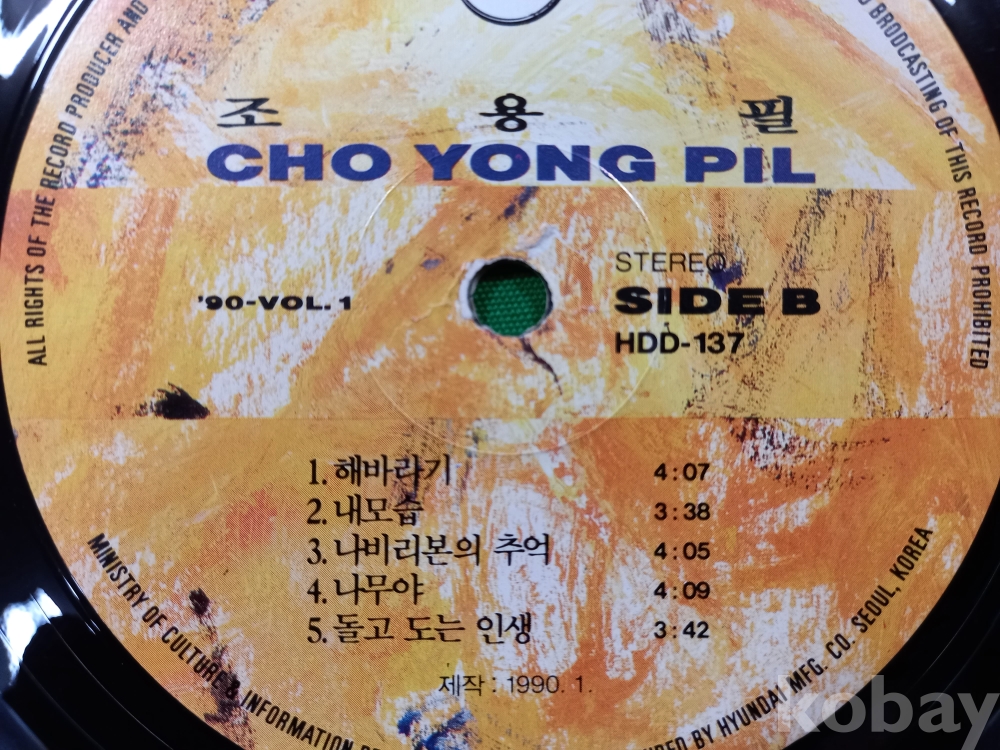 조 용 필
CHO YONG PIL
'90-VOL. 1
STEREO
SIDE B
HDD-137
1. 해바라기 4:07
2. 내모습 3:38
3. 나비리본의 추억 4:05
4. 나무야 4:09
5. 돌고 도는 인생 3:42
제작 : 1990. 1.
ALL RIGHTS OF THE RECORD PRODUCER AND
BRODCASTING OF THIS RECORD PROHIBITED
MINISTRY OF CULTURE & INFORMATION
BY HYUNDAI MFG. CO. SEOUL, KOREA
kobay